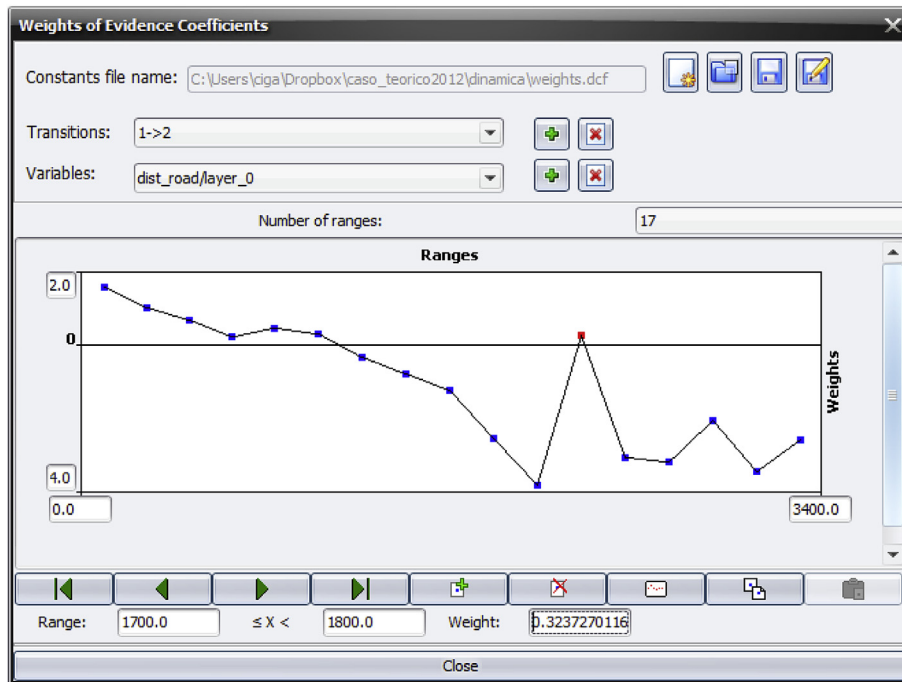 Weights of Evidence Coefficients
Constants file name: C:\Users\ciga\Dropbox\caso_teorico2012\dinamica\weights.dcf
Transitions: 1->2
Variables: dist_road/layer_0
Number of ranges: 17
Ranges
2.0
0
Weights
4.0
0.0 3400.0
Range: 1700.0 ≤ X < 1800.0 Weight: 0.3237270116
Close